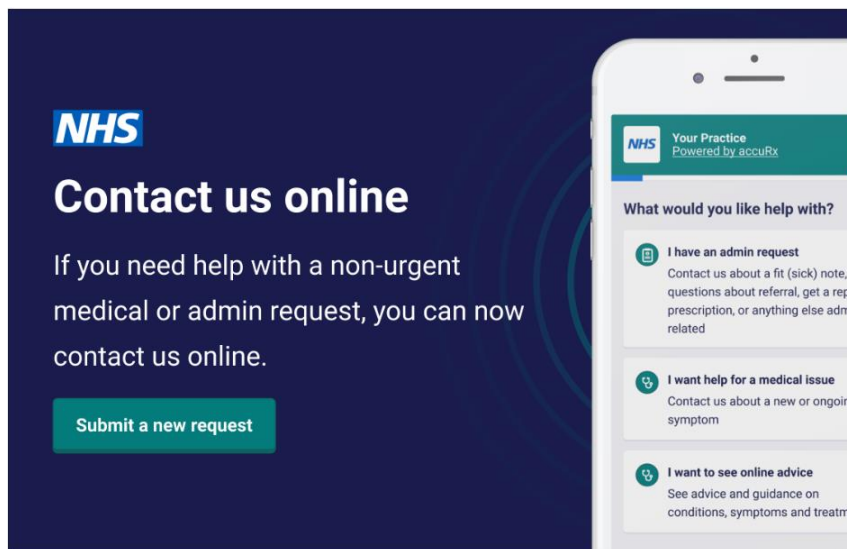 NHS
Contact us online
If you need help with a non-urgent
medical or admin request, you can now
contact us online.
Submit a new request
NHS
Your Practice
Powered by accuRx
What would you like help with?
I have an admin request
Contact us about a fit (sick) note,
questions about referral, get a rep
prescription, or anything else adm
related
I want help for a medical issue
Contact us about a new or ongoin
symptom
I want to see online advice
See advice and guidance on
conditions, symptoms and treatm